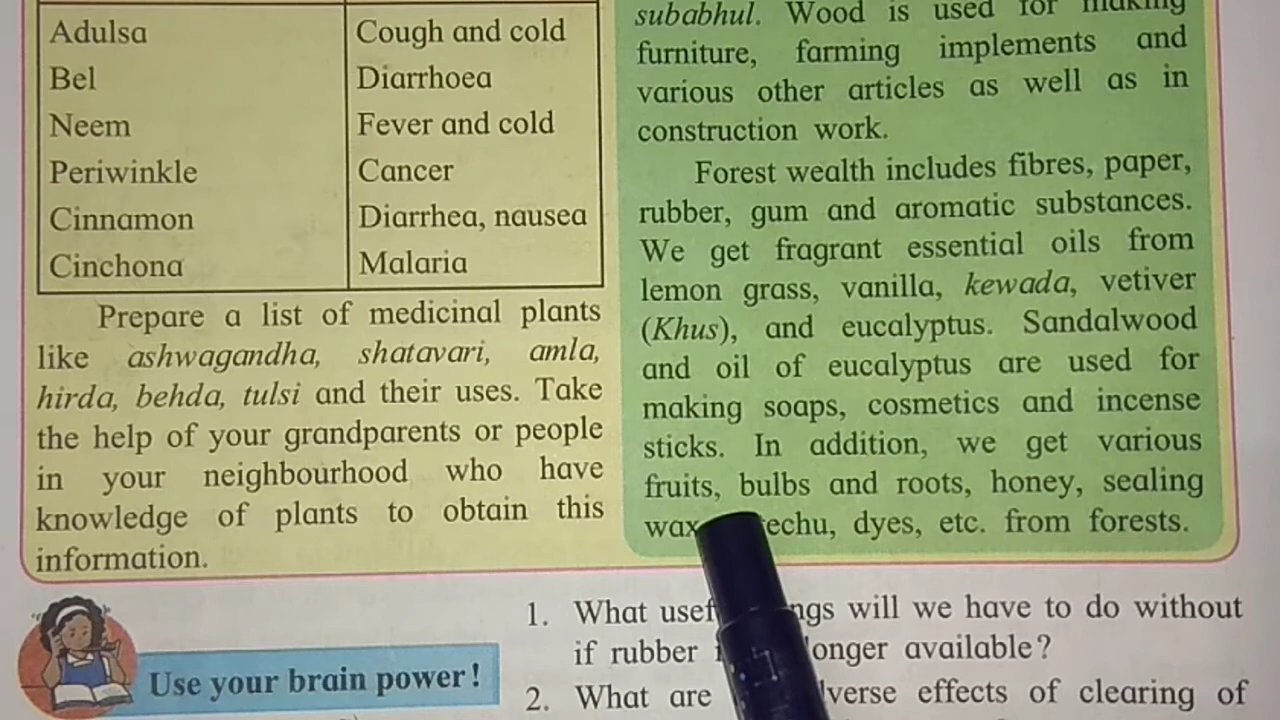 Adulsa Cough and cold
Bel Diarrhoea
Neem Fever and cold
Periwinkle Cancer
Cinnamon Diarrhea, nausea
Cinchona Malaria
Prepare a list of medicinal plants
like ashwagandha, shatavari, amla,
hirda, behda, tulsi and their uses. Take
the help of your grandparents or people
in your neighbourhood who have
knowledge of plants to obtain this
information.
subabhul. Wood is used for making
furniture, farming implements and
various other articles as well as in
construction work.
Forest wealth includes fibres, paper,
rubber, gum and aromatic substances.
We get fragrant essential oils from
lemon grass, vanilla, kewada, vetiver
(Khus), and eucalyptus. Sandalwood
and oil of eucalyptus are used for
making soaps, cosmetics and incense
sticks. In addition, we get various
fruits, bulbs and roots, honey, sealing
wax dyes, etc. from forests.
Use your brain power!
1. What will we have to do without
if rubber available?
2. What are effects of clearing of